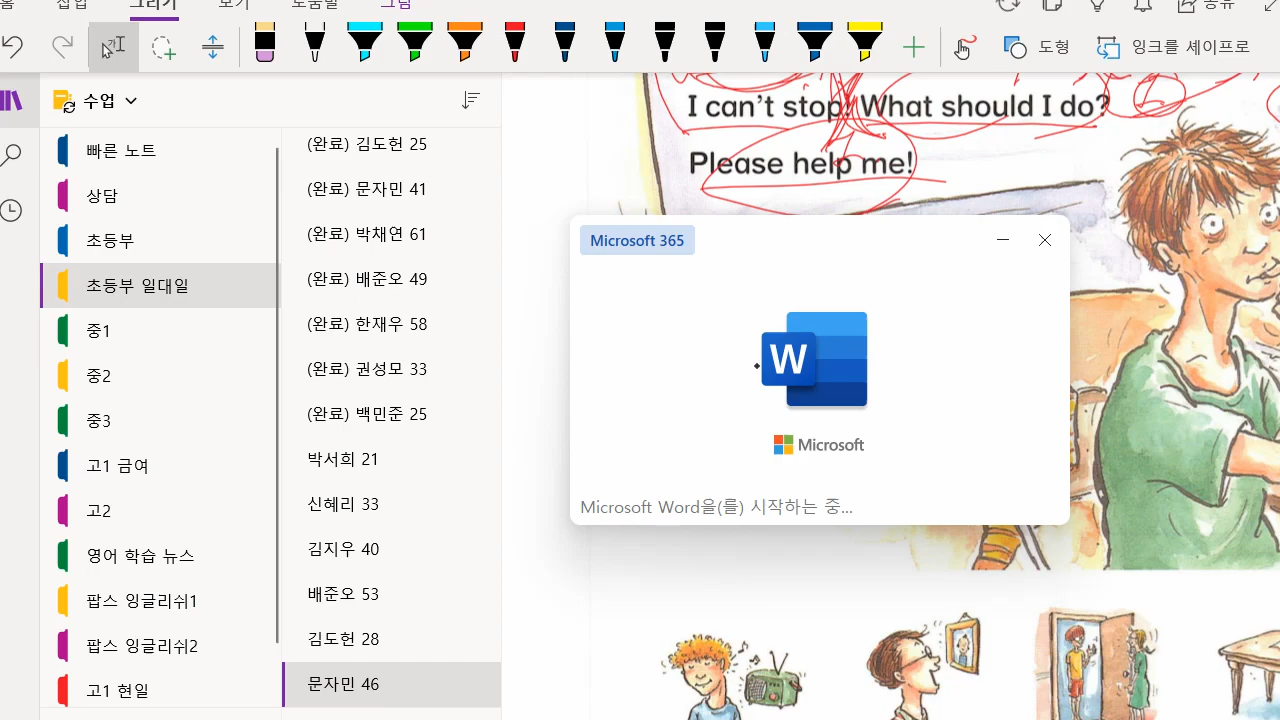 홈 삽입 그리기 보기 도움말 그림 공유
도형 잉크를 셰이프로
수업
빠른 노트
상담
초등부
초등부 일대일
중1
중2
중3
고1 금여
고2
영어 학습 뉴스
팝스 잉글리쉬1
팝스 잉글리쉬2
고1 현일
(완료) 김도헌 25
(완료) 문자민 41
(완료) 박채연 61
(완료) 배준오 49
(완료) 한재우 58
(완료) 권성모 33
(완료) 백민준 25
박서희 21
신혜리 33
김지우 40
배준오 53
김도헌 28
문자민 46
I can't stop! What should I do?
Please help me!
Microsoft 365
W
Microsoft
Microsoft Word을(를) 시작하는 중...